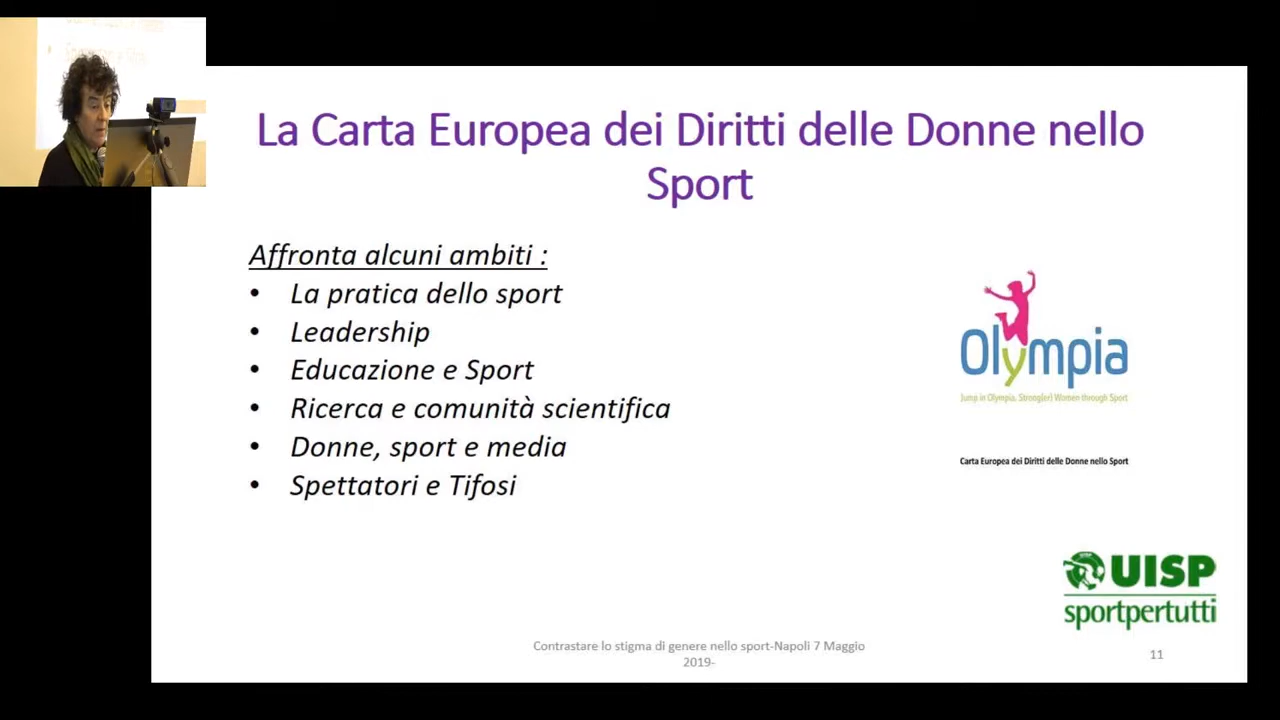 La Carta Europea dei Diritti delle Donne nello
Sport
Affronta alcuni ambiti :
• La pratica dello sport
• Leadership
• Educazione e Sport
• Ricerca e comunità scientifica
• Donne, sport e media
• Spettatori e Tifosi
Olympia
Jump in Olympia. Strong(er) Women through Sport
Carta Europea dei Diritti delle Donne nello Sport
UISP
sportpertutti
Contrastare lo stigma di genere nello sport-Napoli 7 Maggio
2019-
11